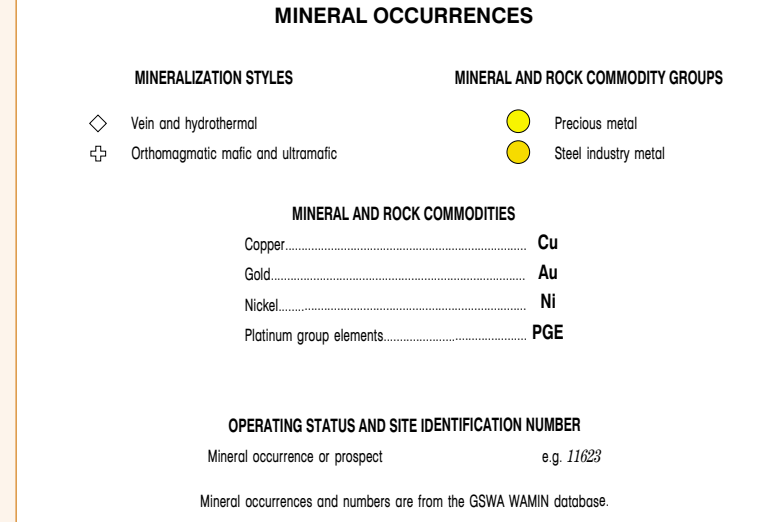 MINERAL OCCURRENCES
MINERALIZATION STYLES
Vein and hydrothermal
Orthomagmatic mafic and ultramafic
MINERAL AND ROCK COMMODITY GROUPS
Precious metal
Steel industry metal
MINERAL AND ROCK COMMODITIES
Copper.......................................................................... Cu
Gold.............................................................................. Au
Nickel............................................................................ Ni
Platinum group elements............................................ PGE
OPERATING STATUS AND SITE IDENTIFICATION NUMBER
Mineral occurrence or prospect e.g. 11623
Mineral occurrences and numbers are from the GSWA WAMIN database.